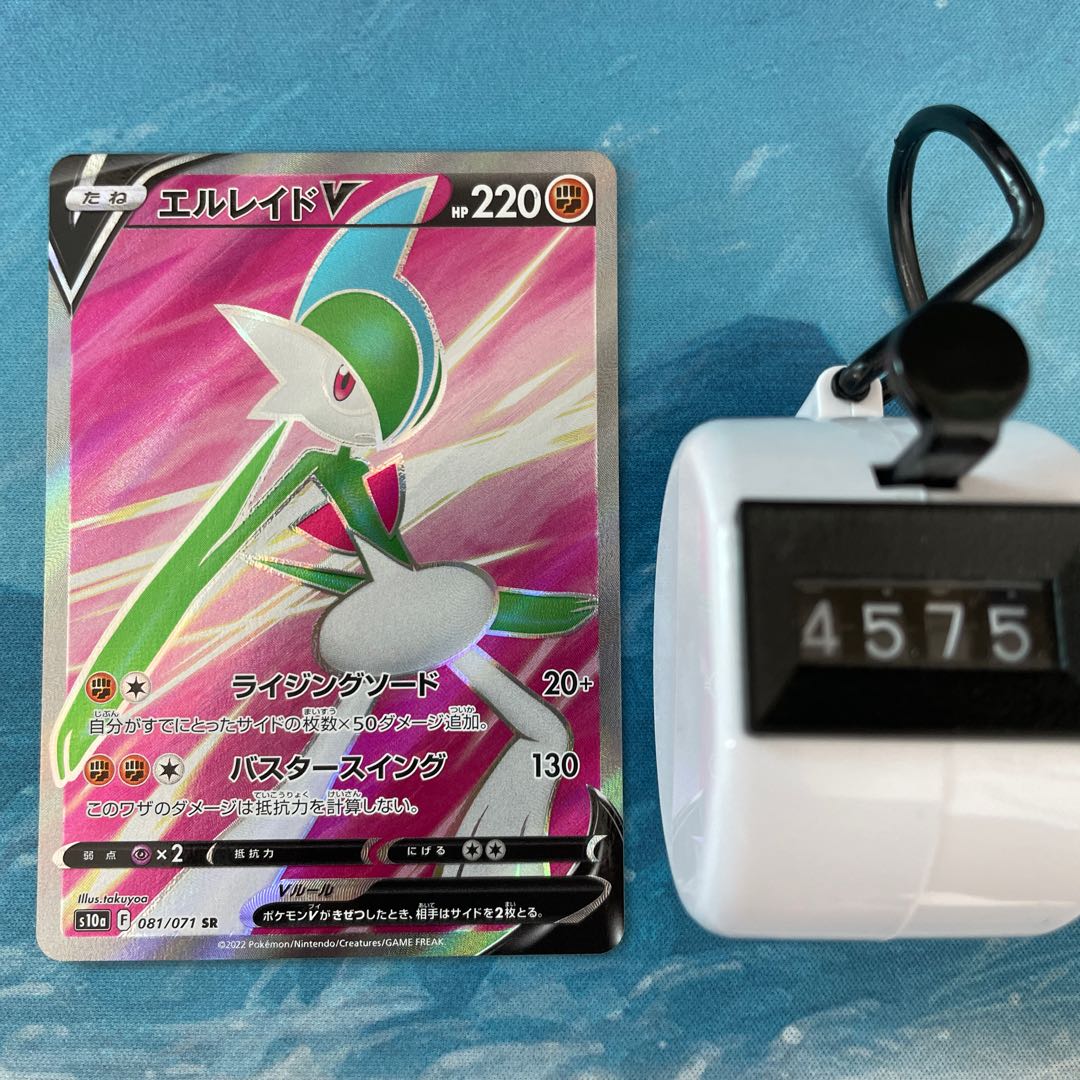 たね エルレイドV HP 220
ライジングソード 20+
自分がすでにとったサイドの枚数×50ダメージ追加。
バスタースイング 130
このワザのダメージは抵抗力を計算しない。
弱点 ×2 抵抗力 にげる
Illus.takuyoa
Vルール
s10a F 081/071 SR
ポケモンVがきぜつしたとき、相手はサイドを2枚とる。
©2022 Pokémon/Nintendo/Creatures/GAME FREAK.
4575